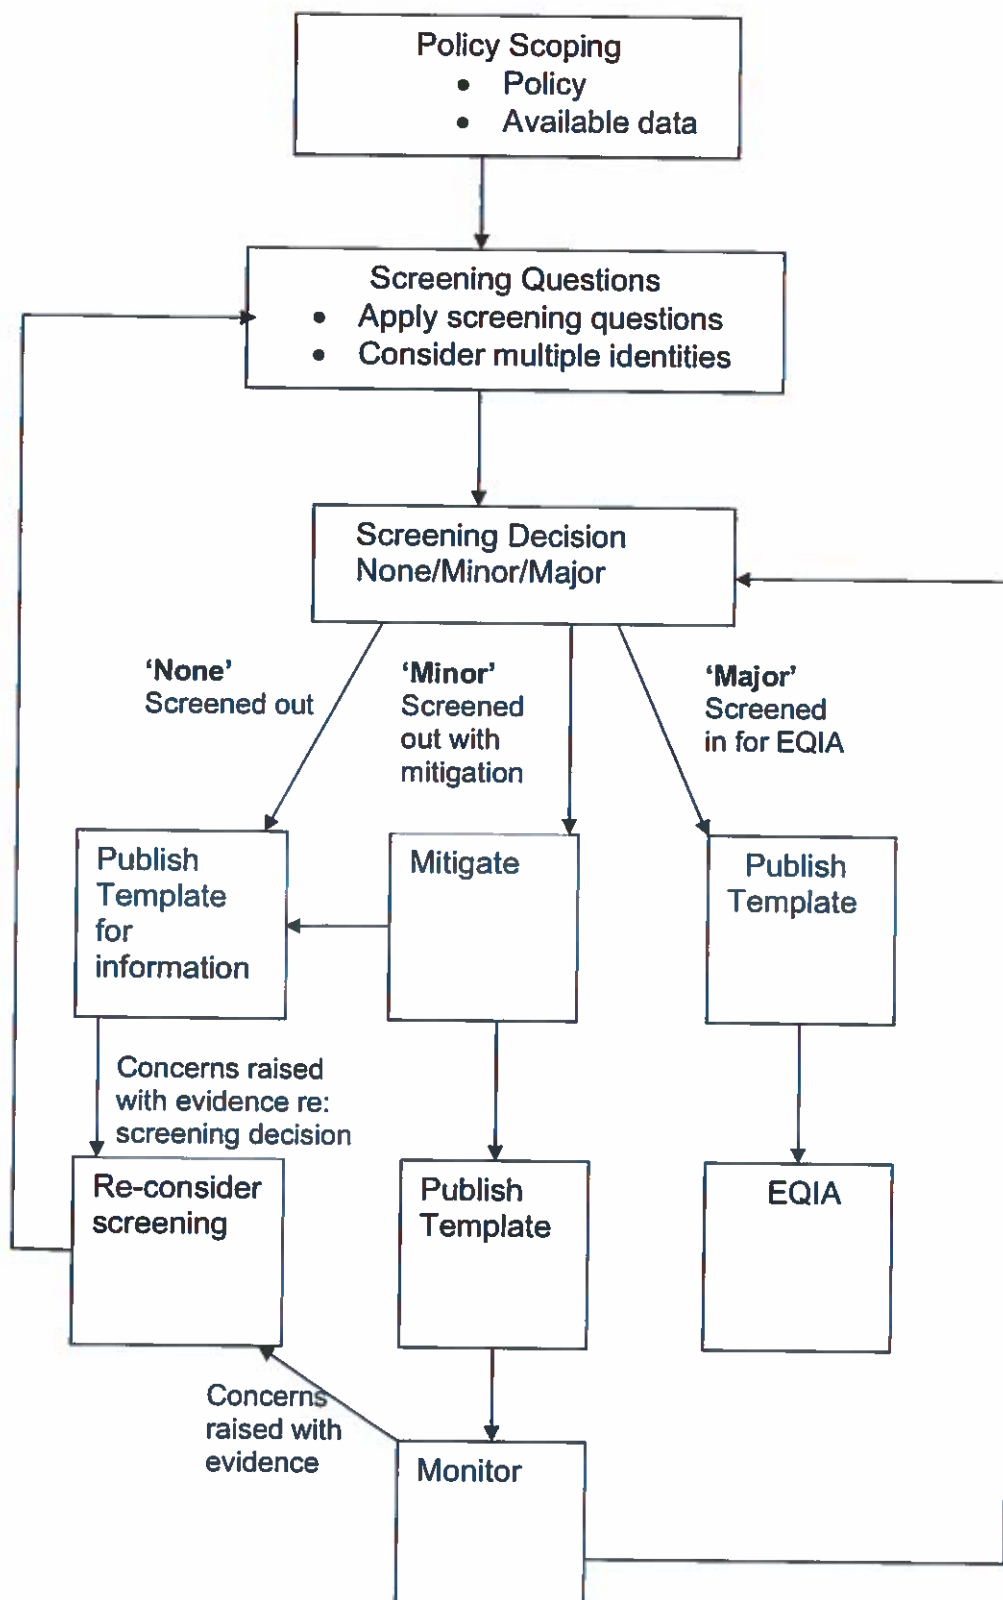 Policy Scoping
• Policy
• Available data
Screening Questions
• Apply screening questions
• Consider multiple identities
Screening Decision
None/Minor/Major
‘None’
Screened out
‘Minor’
Screened
out with
mitigation
‘Major’
Screened
in for EQIA
Publish
Template
for
information
Mitigate
Publish
Template
Concerns raised
with evidence re:
screening decision
Re-consider
screening
Publish
Template
EQIA
Concerns
raised with
evidence
Monitor